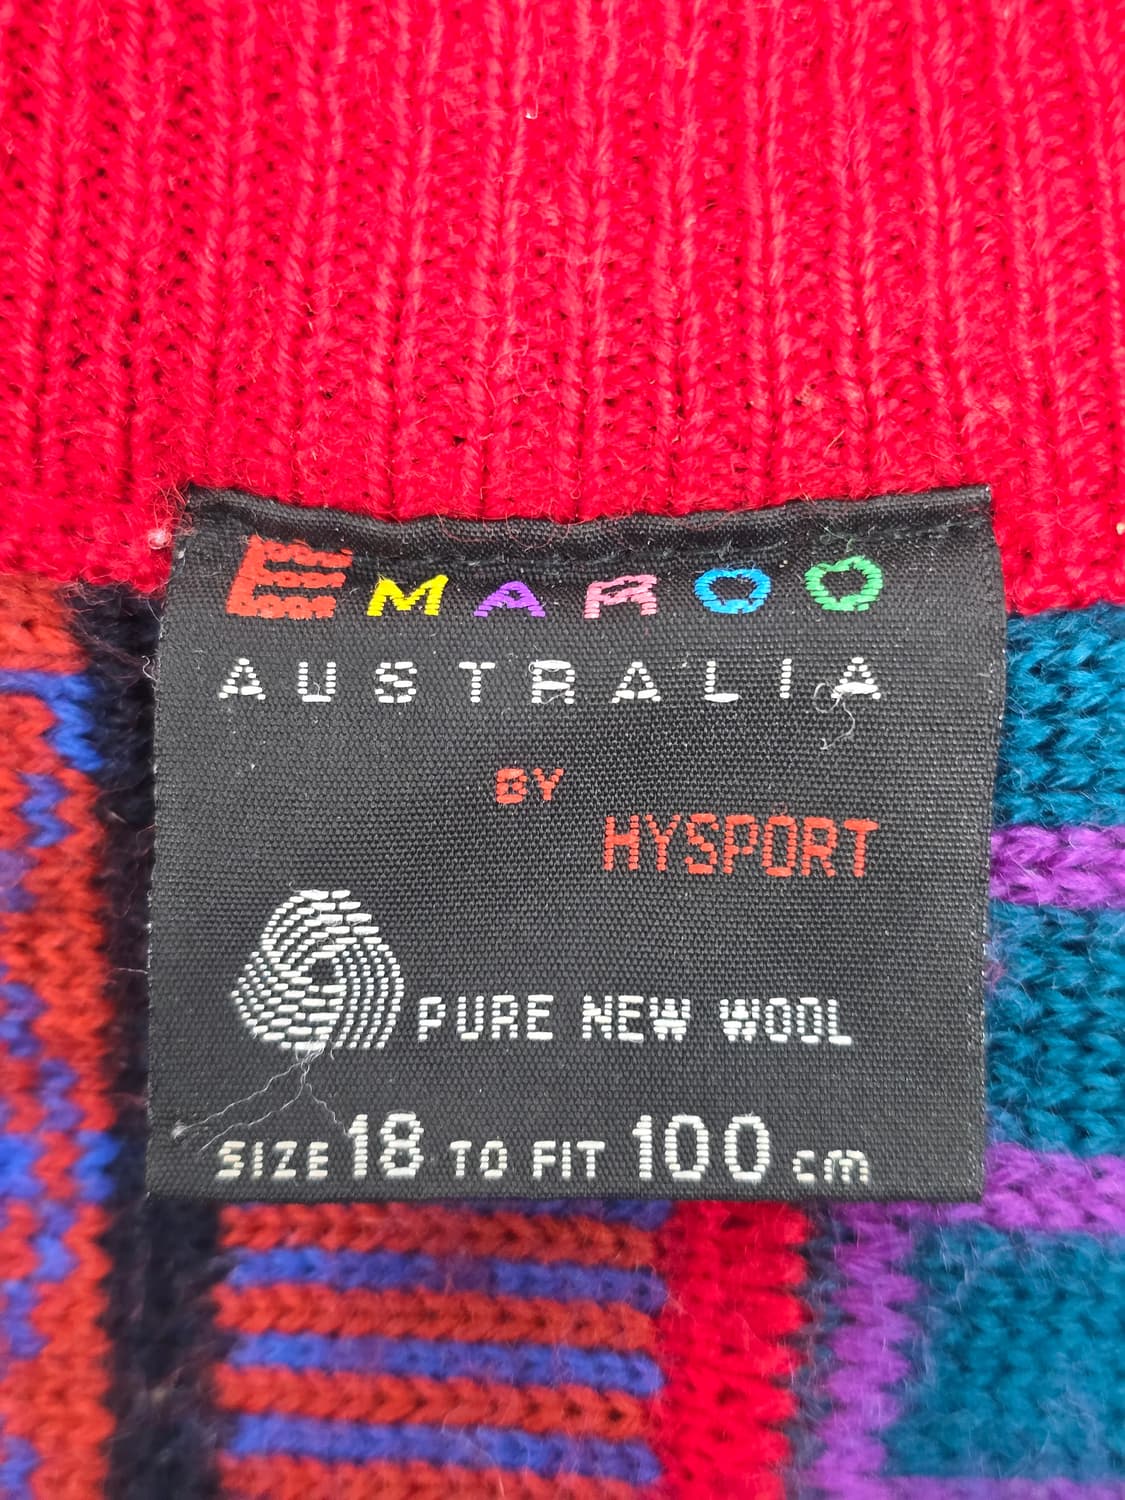 EMAROO
AUSTRALIA
BY
HYSPORT
PURE NEW WOOL
SIZE 18 TO FIT 100 cm